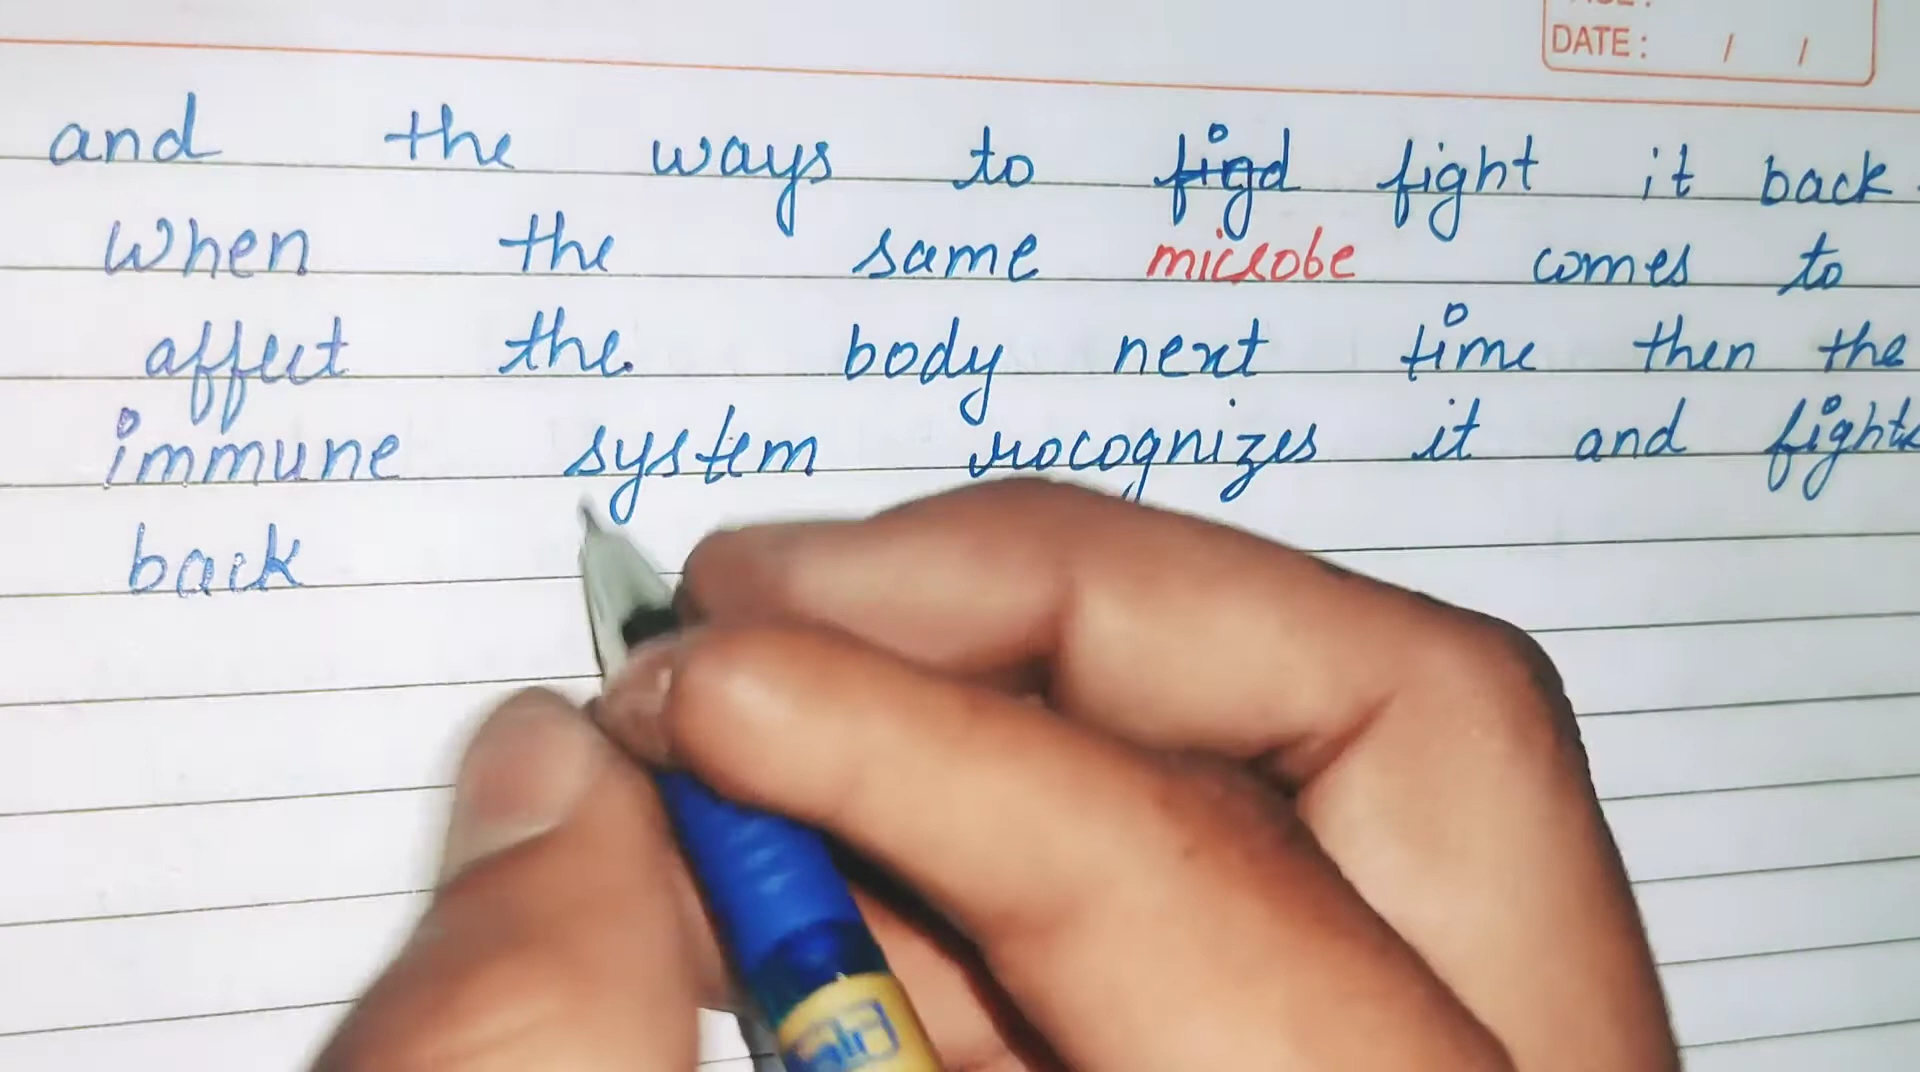 DATE: / /
and the ways to figd fight it back.
when the same microbe comes to
affect the. body next time then the
immune system rocognizes it and fights
back